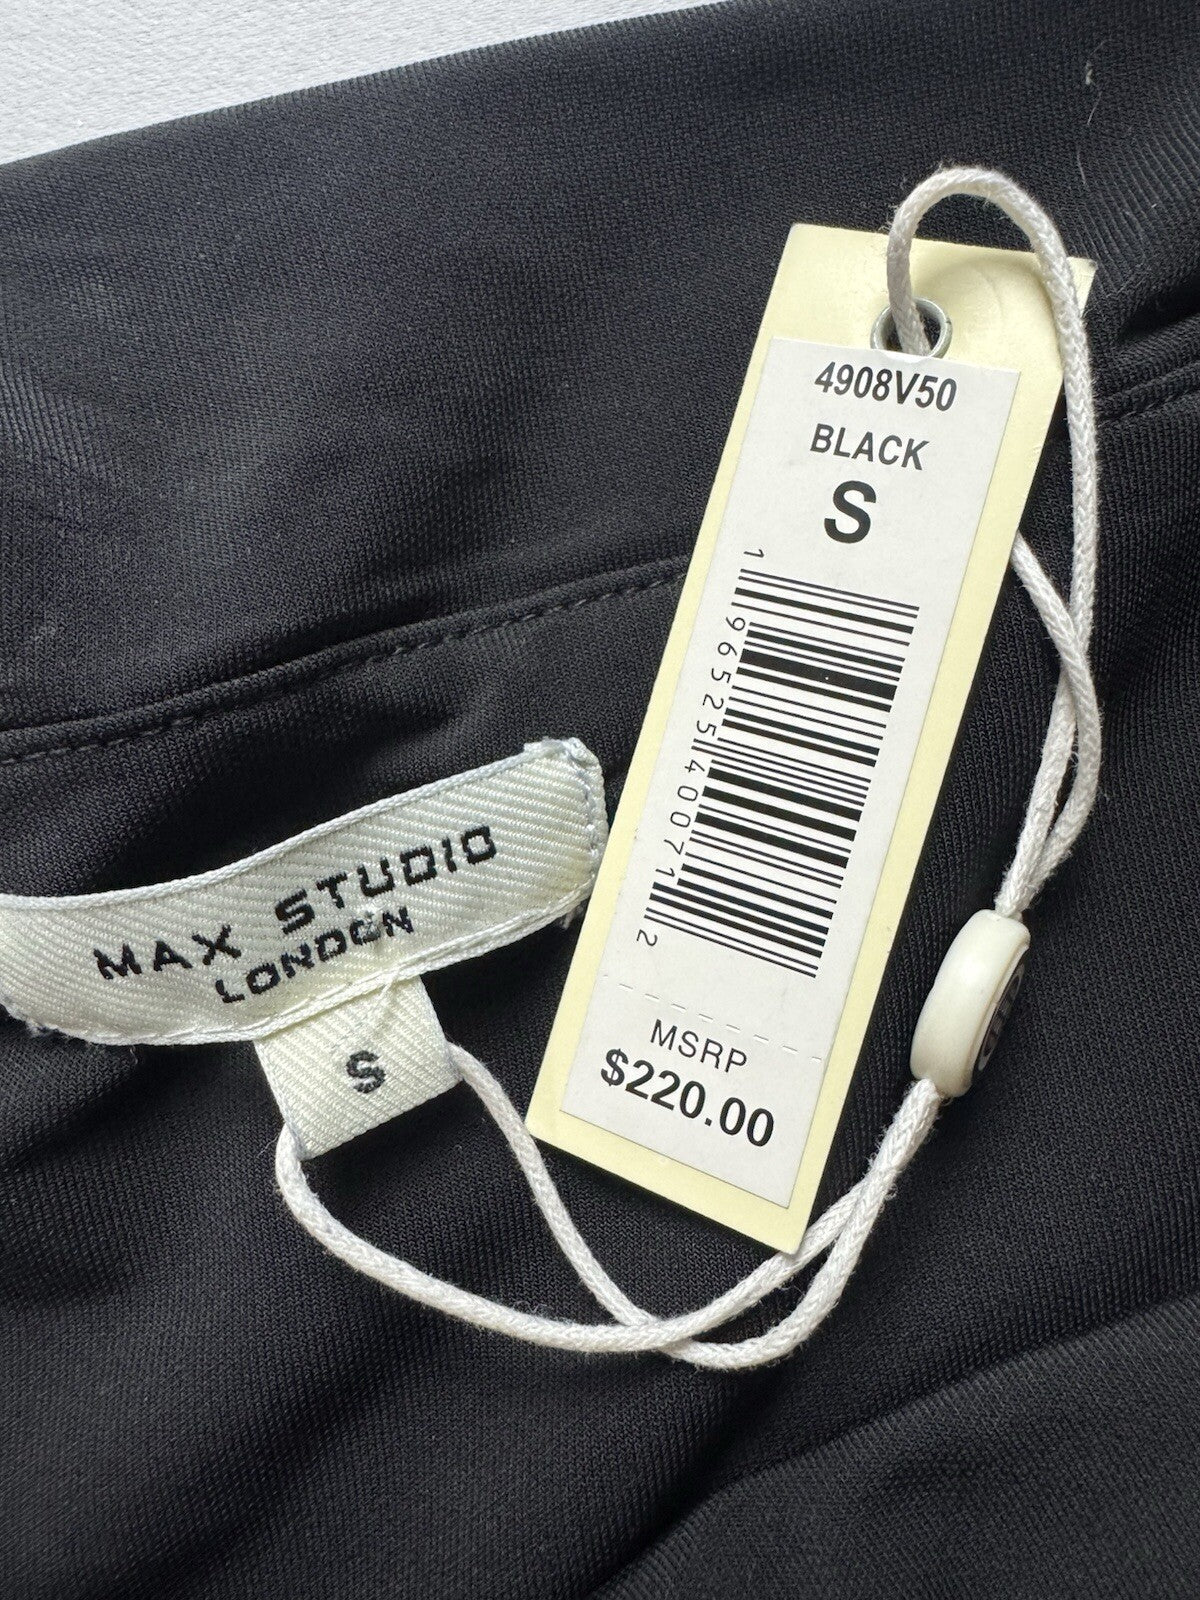 4908V50
BLACK
S
1 96525 40071 2
MSRP
$220.00
MAX STUDIO
LONDON
S